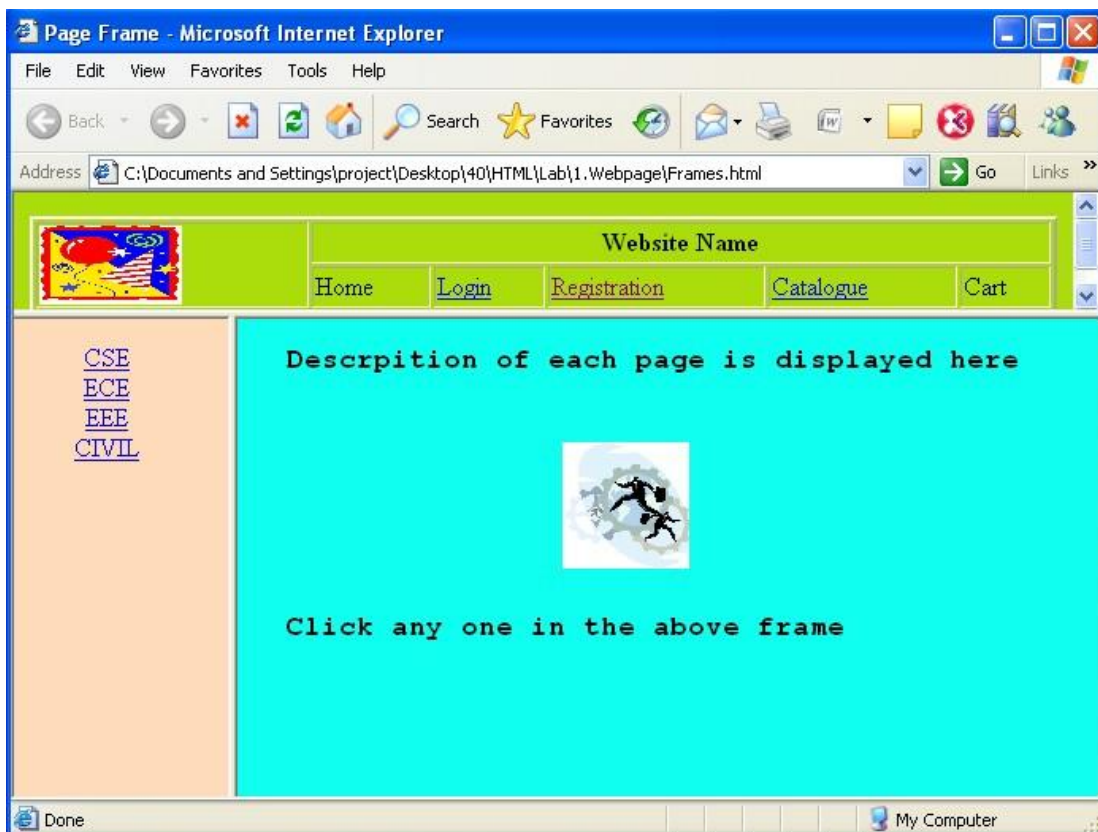 Page Frame - Microsoft Internet Explorer
File Edit View Favorites Tools Help
Back Search Favorites
Address C:\Documents and Settings\project\Desktop\40\HTML\Lab\1.Webpage\Frames.html Go Links »
Website Name
Home Login Registration Catalogue Cart
CSE
ECE
EEE
CIVIL
Descrpition of each page is displayed here
Click any one in the above frame
Done My Computer